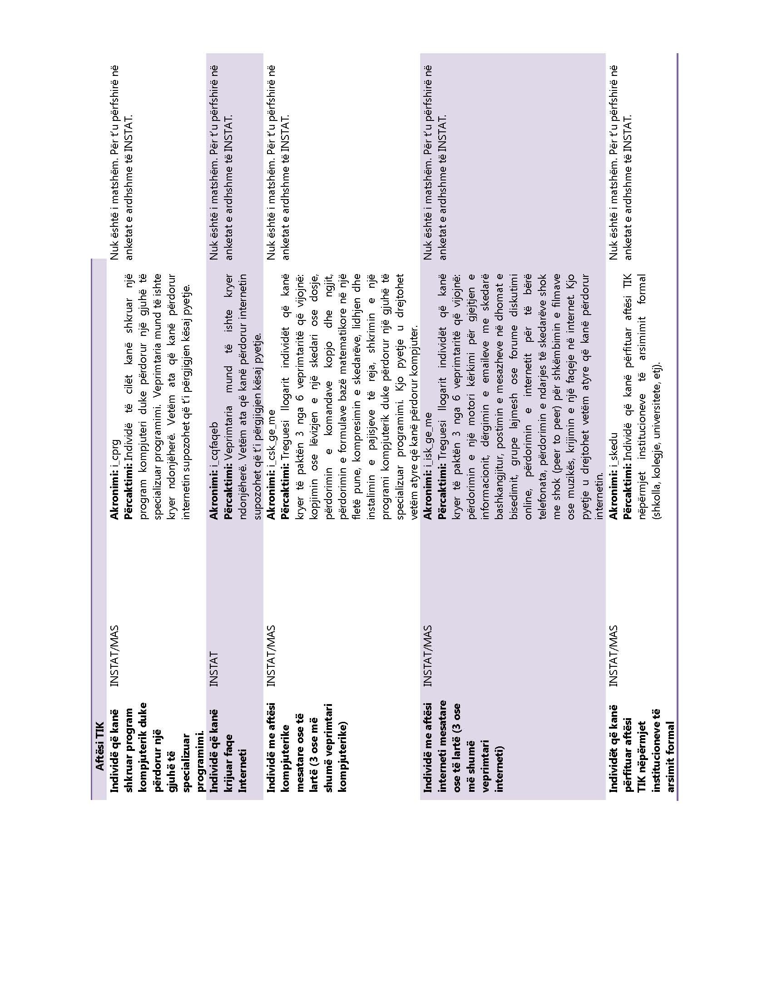 Aftësi TIK
Individë që kanë
shkruar program
kompjuterik duke
përdorur një
gjuhë të
specializuar
programimi.
INSTAT/MAS
Akronimi: i_cprg
Përcaktimi: Individë të cilët kanë shkruar një
program kompjuteri duke përdorur një gjuhë të
specializuar programimi. Veprimtaria mund të ishte
kryer ndonjëherë. Vetëm ata që kanë përdorur
internetin supozohet që t’i përgjigjen kësaj pyetje.
Nuk është i matshëm. Për t’u përfshirë në
anketat e ardhshme të INSTAT.
Individë që kanë
krijuar faqe
Interneti
INSTAT
Akronimi: i_cqfaqeb
Përcaktimi: Veprimtaria mund të ishte kryer
ndonjëherë. Vetëm ata që kanë përdorur internetin
supozohet që t’i përgjigjen kësaj pyetje.
Nuk është i matshëm. Për t’u përfshirë në
anketat e ardhshme të INSTAT.
Individë me aftësi
kompjuterike
mesatare ose të
lartë (3 ose më
shumë veprimtari
kompjuterike)
INSTAT/MAS
Akronimi: i_csk_ge_me
Përcaktimi: Treguesi llogarit individët që kanë
kryer të paktën 3 nga 6 veprimtaritë që vijojnë:
kopjimin ose lëvizjen e një skedari ose dosje,
përdorimin e komandave kopjo dhe ngjit,
përdorimin e formulave bazë matematikore në një
fletë pune, kompresimin e skedarëve, lidhjen dhe
instalimin e pajisjeve të reja, shkrimin e një
programi kompjuterik duke përdorur një gjuhë të
specializuar programimi. Kjo pyetje u drejtohet
vetëm atyre që kanë përdorur kompjuter.
Nuk është i matshëm. Për t’u përfshirë në
anketat e ardhshme të INSTAT.
Individë me aftësi
interneti mesatare
ose të lartë (3 ose
më shumë
veprimtari
interneti)
INSTAT/MAS
Akronimi: i_isk_ge_me
Përcaktimi: Treguesi llogarit individët që kanë
kryer të paktën 3 nga 6 veprimtaritë që vijojnë:
përdorimin e një motori kërkimi për gjejtjen e
informacionit, dërgimin e emaileve me skedarë
bashkangjitur, postimin e mesazheve në dhomat e
bisedimit, grupe lajmesh ose forume diskutimi
online, përdorimin e internetit për të bërë
telefonata, përdorimin e ndarjes të skedarëve shok
me shok (peer to peer) për shkëmbimin e filmave
ose muzikës, krijimin e një faqeje në internet. Kjo
pyetje u drejtohet vetëm atyre që kanë përdorur
internetin.
Nuk është i matshëm. Për t’u përfshirë në
anketat e ardhshme të INSTAT.
Individët që kanë
përfituar aftësi
TIK nëpërmjet
institucioneve të
arsimit formal
INSTAT/MAS
Akronimi: i_skedu
Përcaktimi: Individë që kanë përfituar aftësi TIK
nëpërmjet institucioneve të arsimimit formal
(shkolla, kolegje, universitete, etj).
Nuk është i matshëm. Për t’u përfshirë në
anketat e ardhshme të INSTAT.